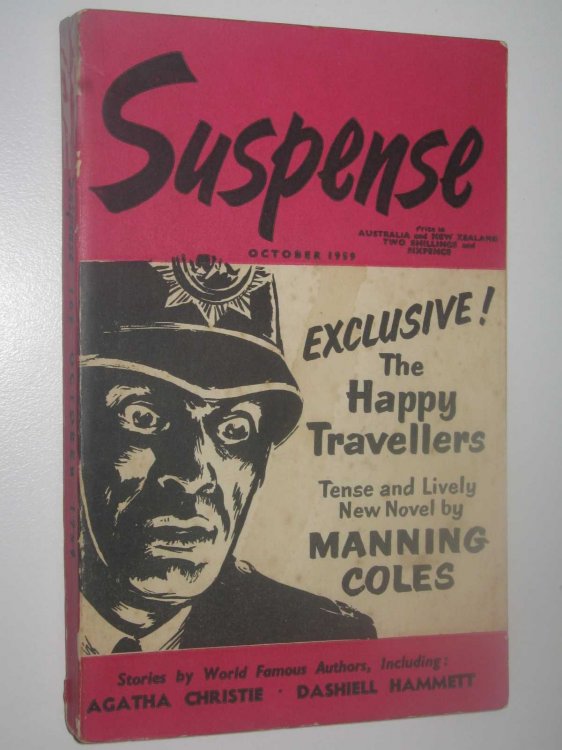 Suspense
OCTOBER 1959
Price in
AUSTRALIA and NEW ZEALAND
TWO SHILLINGS and
SIXPENCE
EXCLUSIVE!
The
Happy
Travellers
Tense and Lively
New Novel by
MANNING
COLES
Stories by World Famous Authors, Including:
AGATHA CHRISTIE · DASHIELL HAMMETT